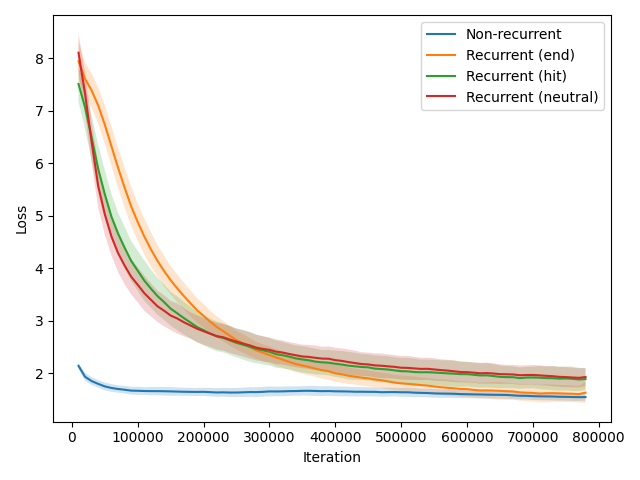 Non-recurrent
Recurrent (end)
Recurrent (hit)
Recurrent (neutral)
8
7
6
5
4
3
2
Loss
0 100000 200000 300000 400000 500000 600000 700000 800000
Iteration